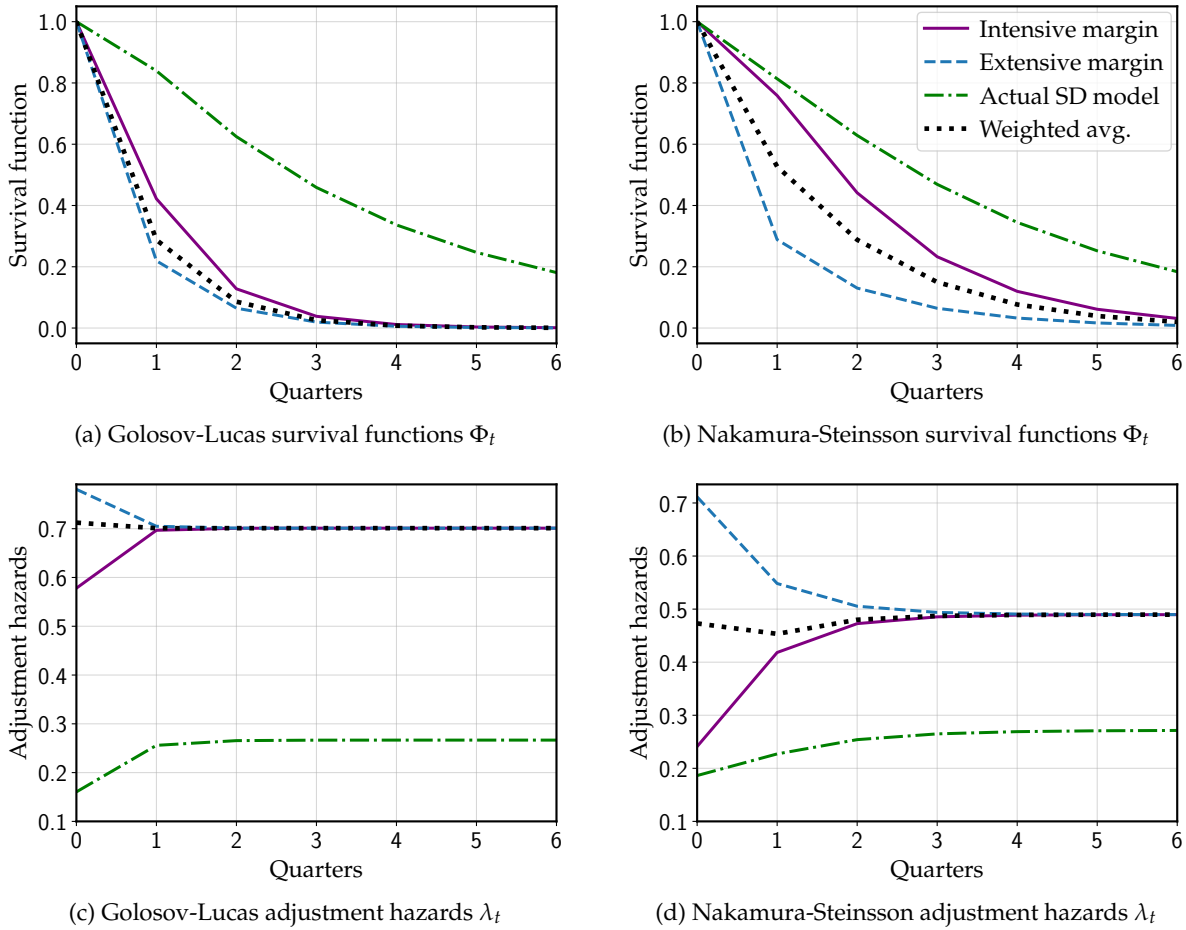 1.0
0.8
0.6
0.4
0.2
0.0
Survival function
0 1 2 3 4 5 6
Quarters
(a) Golosov-Lucas survival functions Φt
1.0
0.8
0.6
0.4
0.2
0.0
Survival function
Intensive margin
Extensive margin
Actual SD model
Weighted avg.
0 1 2 3 4 5 6
Quarters
(b) Nakamura-Steinsson survival functions Φt
0.7
0.6
0.5
0.4
0.3
0.2
0.1
Adjustment hazards
0 1 2 3 4 5 6
Quarters
(c) Golosov-Lucas adjustment hazards λt
0.7
0.6
0.5
0.4
0.3
0.2
0.1
Adjustment hazards
0 1 2 3 4 5 6
Quarters
(d) Nakamura-Steinsson adjustment hazards λt